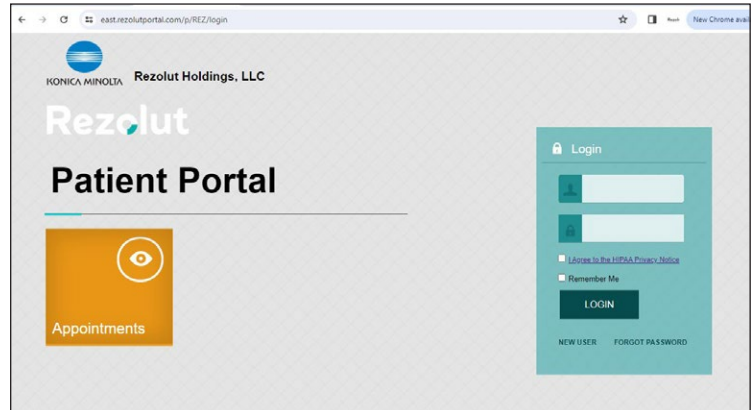 east.rezolutportal.com/p/REZ/login
New Chrome avail
KONICA MINOLTA
Rezolut Holdings, LLC
Rezolut
Patient Portal
Appointments
Login
I Agree to the HIPAA Privacy Notice
Remember Me
LOGIN
NEW USER FORGOT PASSWORD